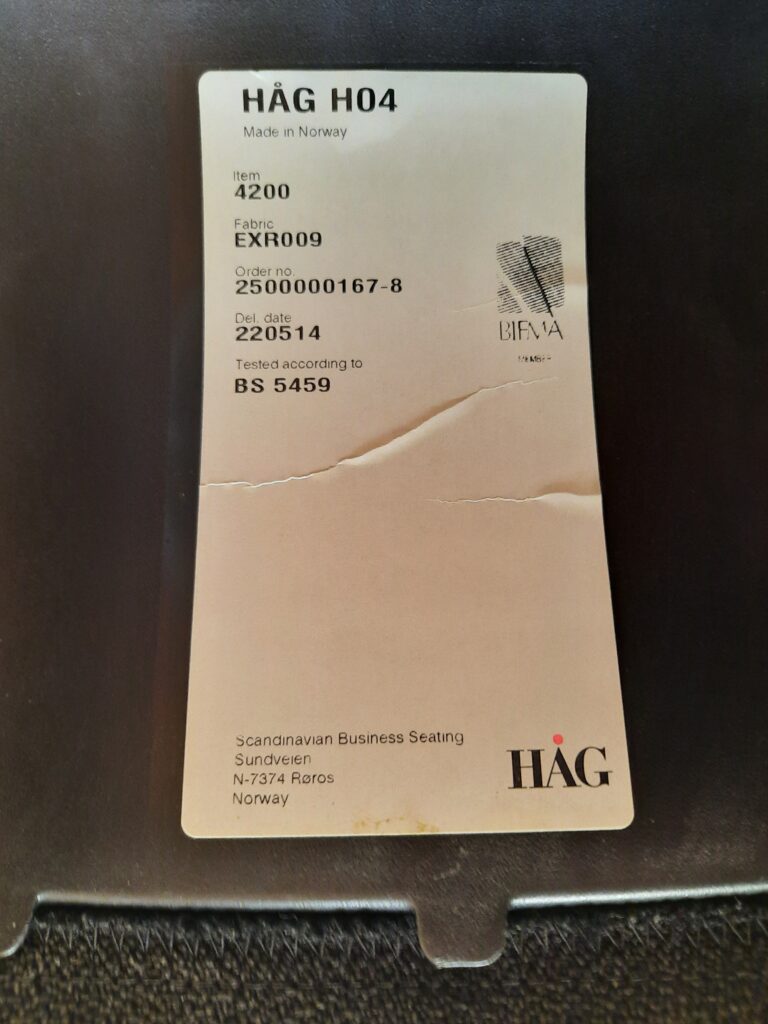 HÅG H04
Made in Norway
Item
4200
Fabric
EXR009
Order no.
2500000167-8
Del. date
220514
Tested according to
BS 5459
BIFMA
MEMBER
Scandinavian Business Seating
Sundveien
N-7374 Røros
Norway
HÅG